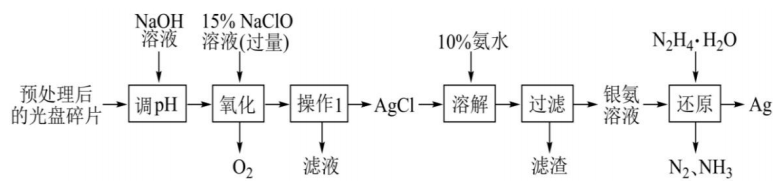 NaOH
溶液
15% NaClO
溶液(过量)
10%氨水
N₂H₄·H₂O
预处理后
的光盘碎片
调pH
氧化
操作1
AgCl
溶解
过滤
银氨
溶液
还原
Ag
O₂
滤液
滤渣
N₂、NH₃